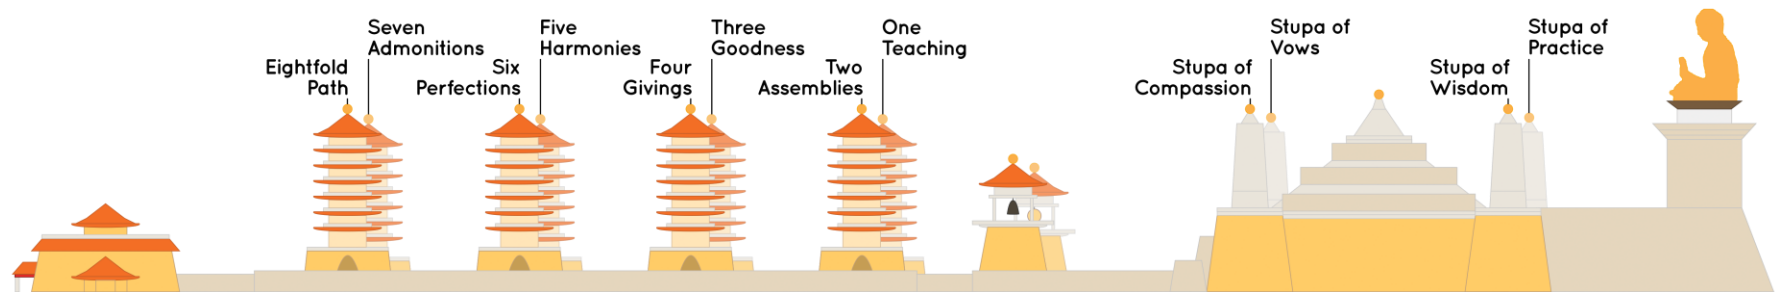 Eightfold
Path
Seven
Admonitions
Six
Perfections
Five
Harmonies
Four
Givings
Three
Goodness
Two
Assemblies
One
Teaching
Stupa of
Compassion
Stupa of
Vows
Stupa of
Wisdom
Stupa of
Practice